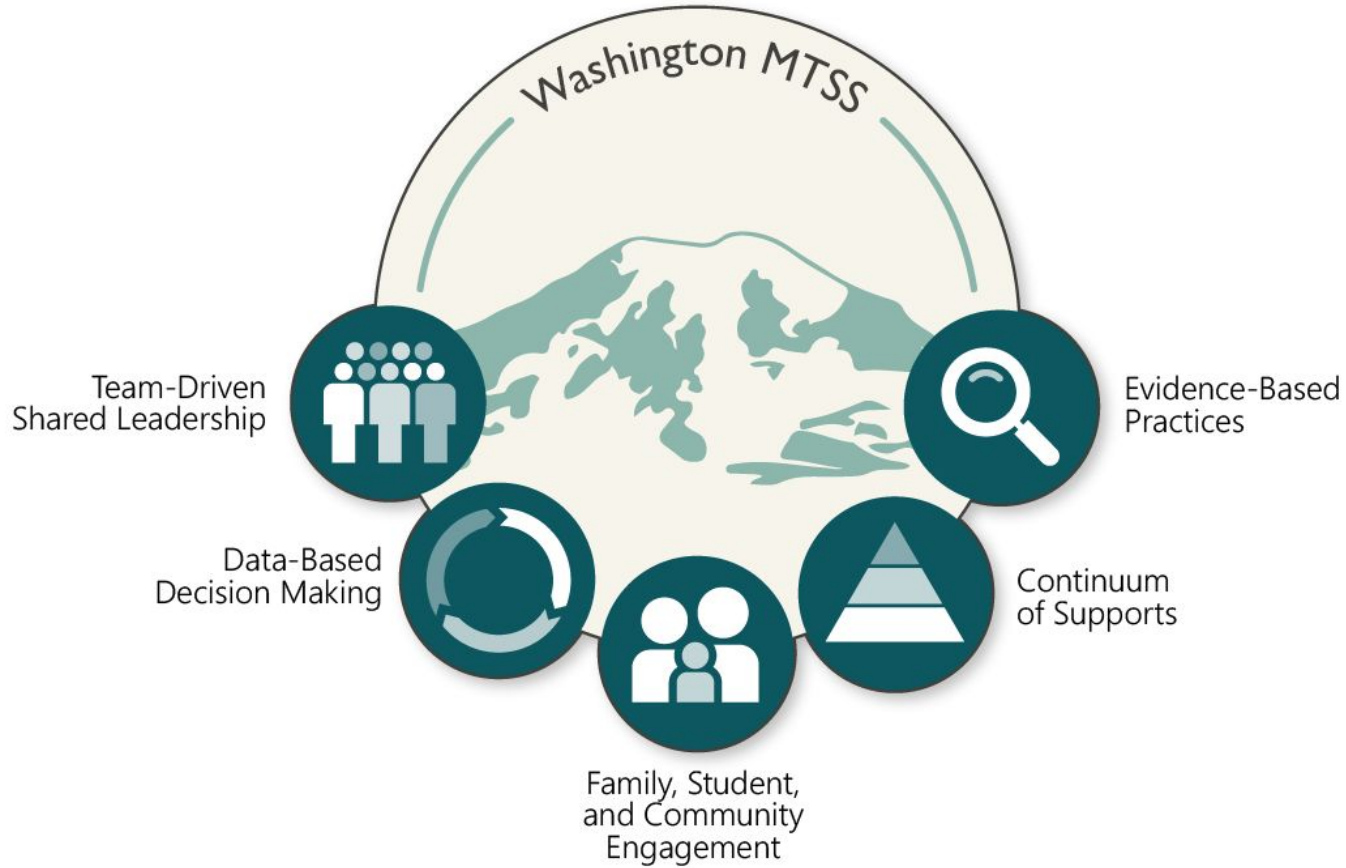 Washington MTSS
Team-Driven
Shared Leadership
Evidence-Based
Practices
Data-Based
Decision Making
Continuum
of Supports
Family, Student,
and Community
Engagement